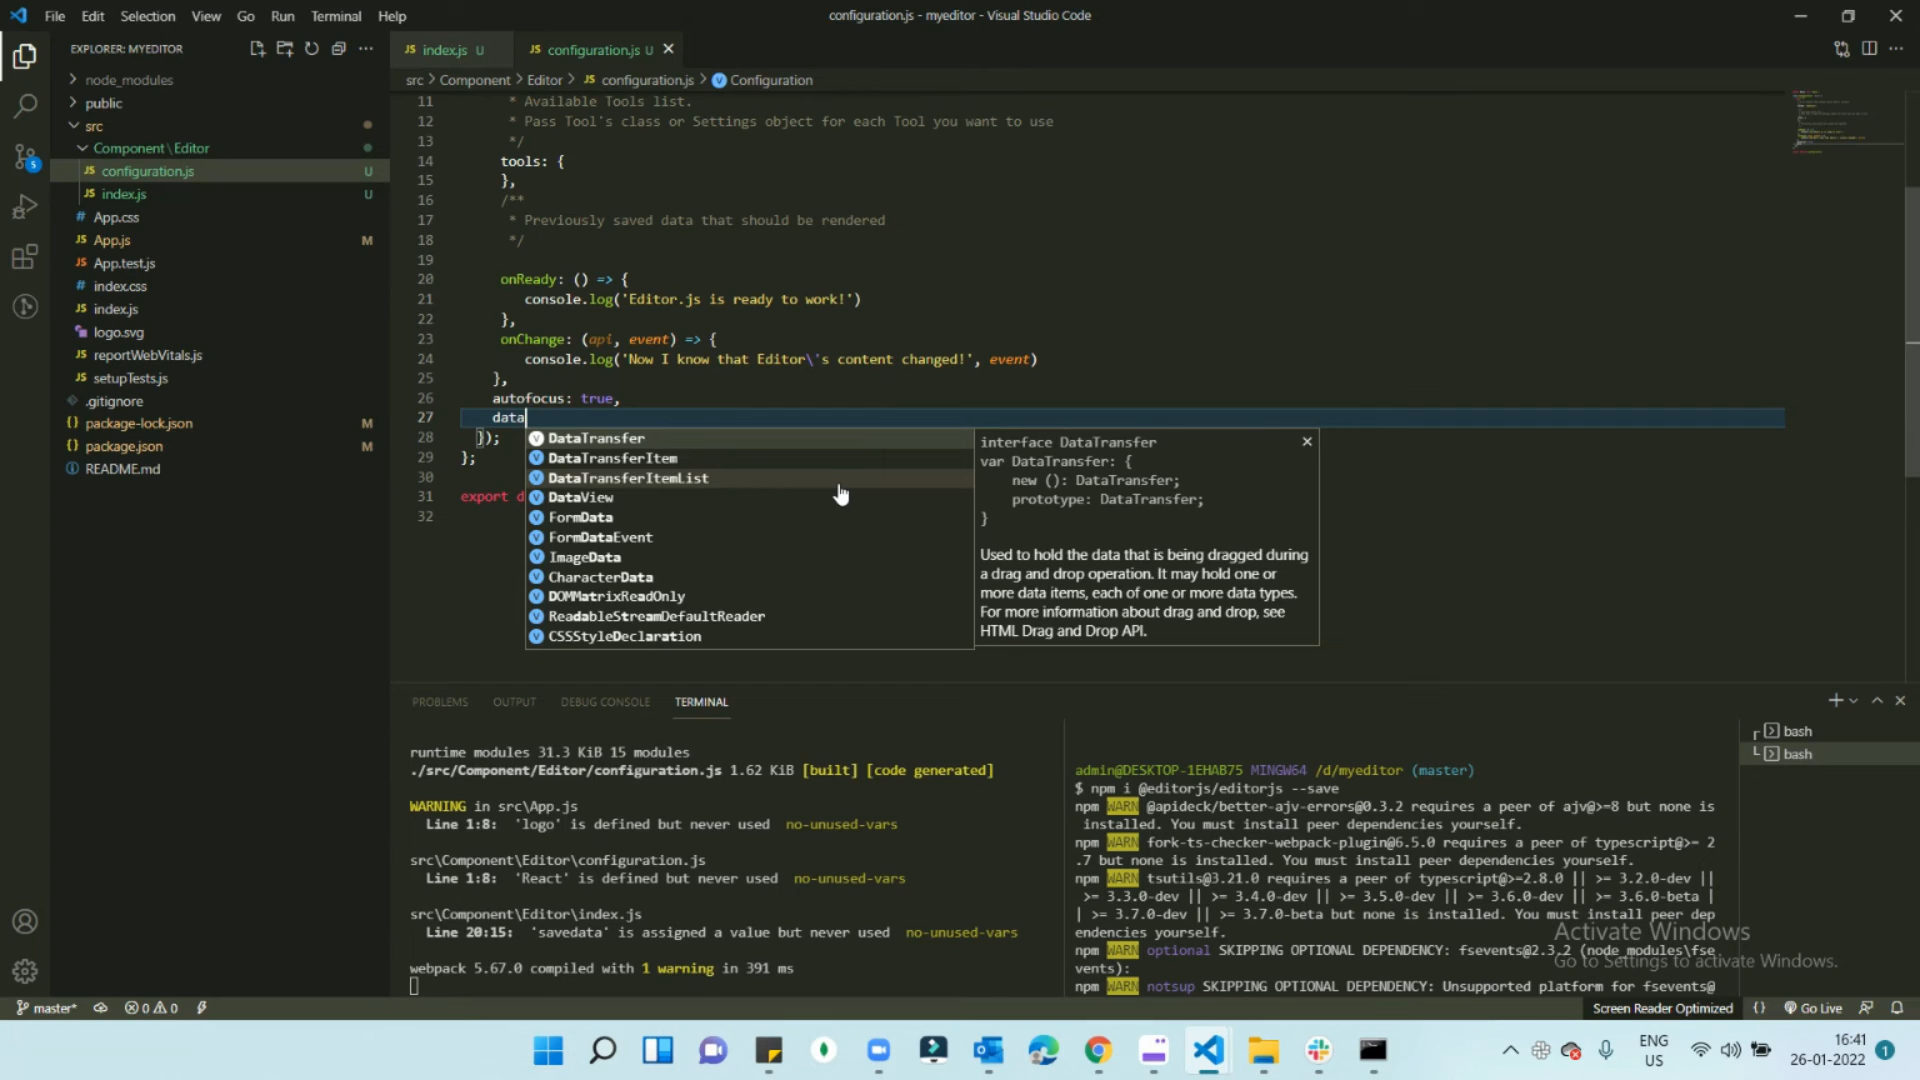 File Edit Selection View Go Run Terminal Help
configuration.js - myeditor - Visual Studio Code
EXPLORER: MYEDITOR
node_modules
public
src
Component\Editor
JS configuration.js U
JS index.js U
# App.css
JS App.js M
JS App.test.js
# index.css
JS index.js
logo.svg
JS reportWebVitals.js
JS setupTests.js
.gitignore
{} package-lock.json M
{} package.json M
README.md
5
JS index.js U
JS configuration.js U
src > Component > Editor > JS configuration.js > Configuration
11 * Available Tools list.
12 * Pass Tool's class or Settings object for each Tool you want to use
13 */
14 tools: {
15 },
16 /**
17 * Previously saved data that should be rendered
18 */
19
20 onReady: () => {
21 console.log('Editor.js is ready to work!')
22 },
23 onChange: (api, event) => {
24 console.log('Now I know that Editor\'s content changed!', event)
25 },
26 autofocus: true,
27 data
28 });
29 };
30
31 export d
32
DataTransfer
DataTransferItem
DataTransferItemList
DataView
FormData
FormDataEvent
ImageData
CharacterData
DOMMatrixReadOnly
ReadableStreamDefaultReader
CSSStyleDeclaration
interface DataTransfer
var DataTransfer: {
new (): DataTransfer;
prototype: DataTransfer;
}
Used to hold the data that is being dragged during
a drag and drop operation. It may hold one or
more data items, each of one or more data types.
For more information about drag and drop, see
HTML Drag and Drop API.
PROBLEMS OUTPUT DEBUG CONSOLE TERMINAL
runtime modules 31.3 KiB 15 modules
./src/Component/Editor/configuration.js 1.62 KiB [built] [code generated]
WARNING in src\App.js
Line 1:8: 'logo' is defined but never used no-unused-vars
src\Component\Editor\configuration.js
Line 1:8: 'React' is defined but never used no-unused-vars
src\Component\Editor\index.js
Line 20:15: 'savedata' is assigned a value but never used no-unused-vars
webpack 5.67.0 compiled with 1 warning in 391 ms
admin@DESKTOP-1EHAB75 MINGW64 /d/myeditor (master)
$ npm i @editorjs/editorjs --save
npm WARN @apideck/better-ajv-errors@0.3.2 requires a peer of ajv@>=8 but none is
installed. You must install peer dependencies yourself.
npm WARN fork-ts-checker-webpack-plugin@6.5.0 requires a peer of typescript@>= 2
.7 but none is installed. You must install peer dependencies yourself.
npm WARN tsutils@3.21.0 requires a peer of typescript@>=2.8.0 || >= 3.2.0-dev ||
>= 3.3.0-dev || >= 3.4.0-dev || >= 3.5.0-dev || >= 3.6.0-dev || >= 3.6.0-beta |
| >= 3.7.0-dev || >= 3.7.0-beta but none is installed. You must install peer dep
endencies yourself.
npm WARN optional SKIPPING OPTIONAL DEPENDENCY: fsevents@2.3.2 (node_modules\fse
vents):
npm WARN notsup SKIPPING OPTIONAL DEPENDENCY: Unsupported platform for fsevents@
bash
bash
Activate Windows
Go to Settings to activate Windows.
master* 0 0
Screen Reader Optimized {} Go Live
ENG
US
16:41
26-01-2022
1